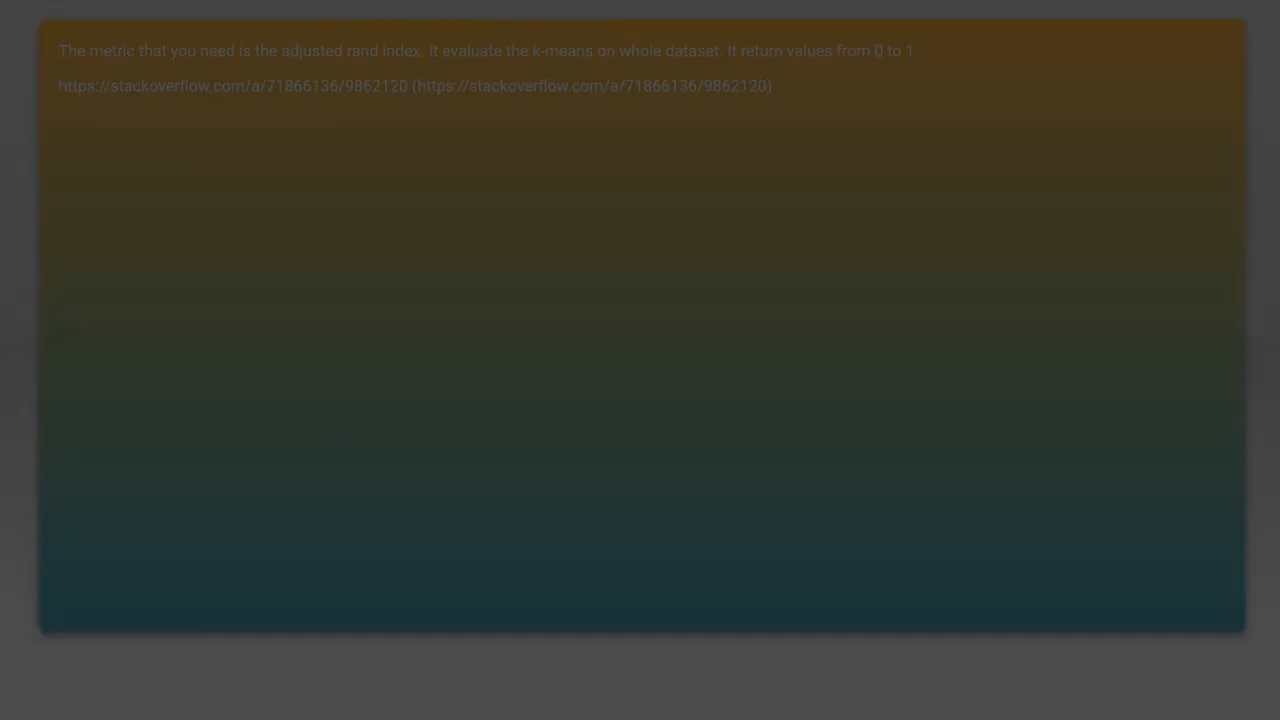 The metric that you need is the adjusted rand index. It evaluate the k-means on whole dataset. It return values from 0 to 1.
https://stackoverflow.com/a/71866136/9862120 (https://stackoverflow.com/a/71866136/9862120)